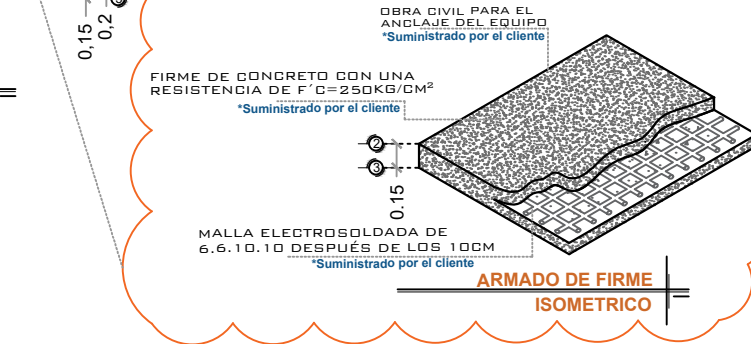 0,15
0,2
OBRA CIVIL PARA EL
ANCLAJE DEL EQUIPO
*Suministrado por el cliente
FIRME DE CONCRETO CON UNA
RESISTENCIA DE F´C=250KG/CM²
*Suministrado por el cliente
2
3
0.15
MALLA ELECTROSOLDADA DE
6.6.10.10 DESPUÉS DE LOS 10CM
*Suministrado por el cliente
ARMADO DE FIRME
ISOMETRICO